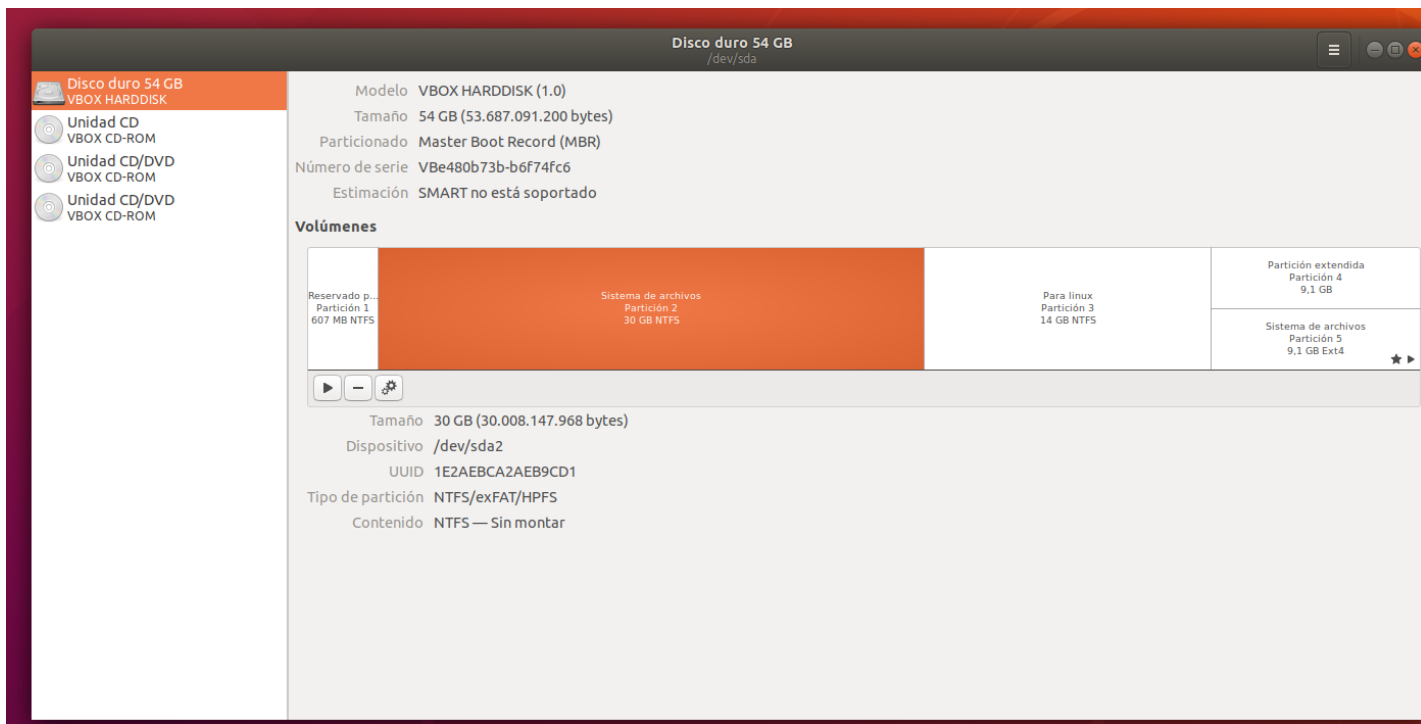 Disco duro 54 GB
/dev/sda
Disco duro 54 GB
VBOX HARDDISK
Unidad CD
VBOX CD-ROM
Unidad CD/DVD
VBOX CD-ROM
Unidad CD/DVD
VBOX CD-ROM
Modelo VBOX HARDDISK (1.0)
Tamaño 54 GB (53.687.091.200 bytes)
Particionado Master Boot Record (MBR)
Número de serie VBe480b73b-b6f74fc6
Estimación SMART no está soportado
Volúmenes
Reservado p...
Partición 1
607 MB NTFS
Sistema de archivos
Partición 2
30 GB NTFS
Para linux
Partición 3
14 GB NTFS
Partición extendida
Partición 4
9,1 GB
Sistema de archivos
Partición 5
9,1 GB Ext4
Tamaño 30 GB (30.008.147.968 bytes)
Dispositivo /dev/sda2
UUID 1E2AEBCA2AEB9CD1
Tipo de partición NTFS/exFAT/HPFS
Contenido NTFS — Sin montar